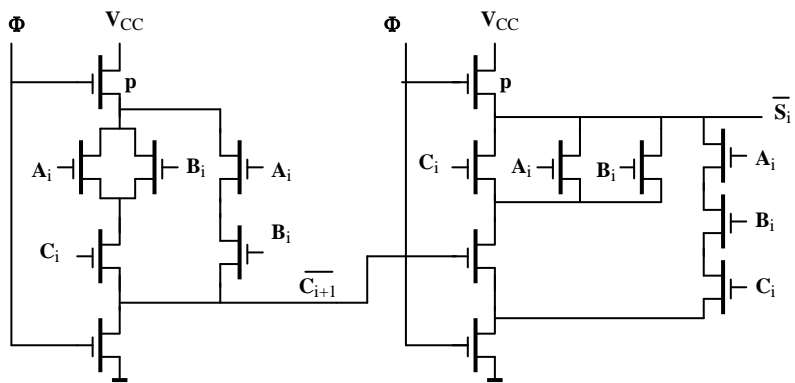 Φ V_CC Φ V_CC
p p S̅_i
A_i B_i A_i C_i A_i B_i A_i
B_i B_i
C_i C̅_i+1 C_i